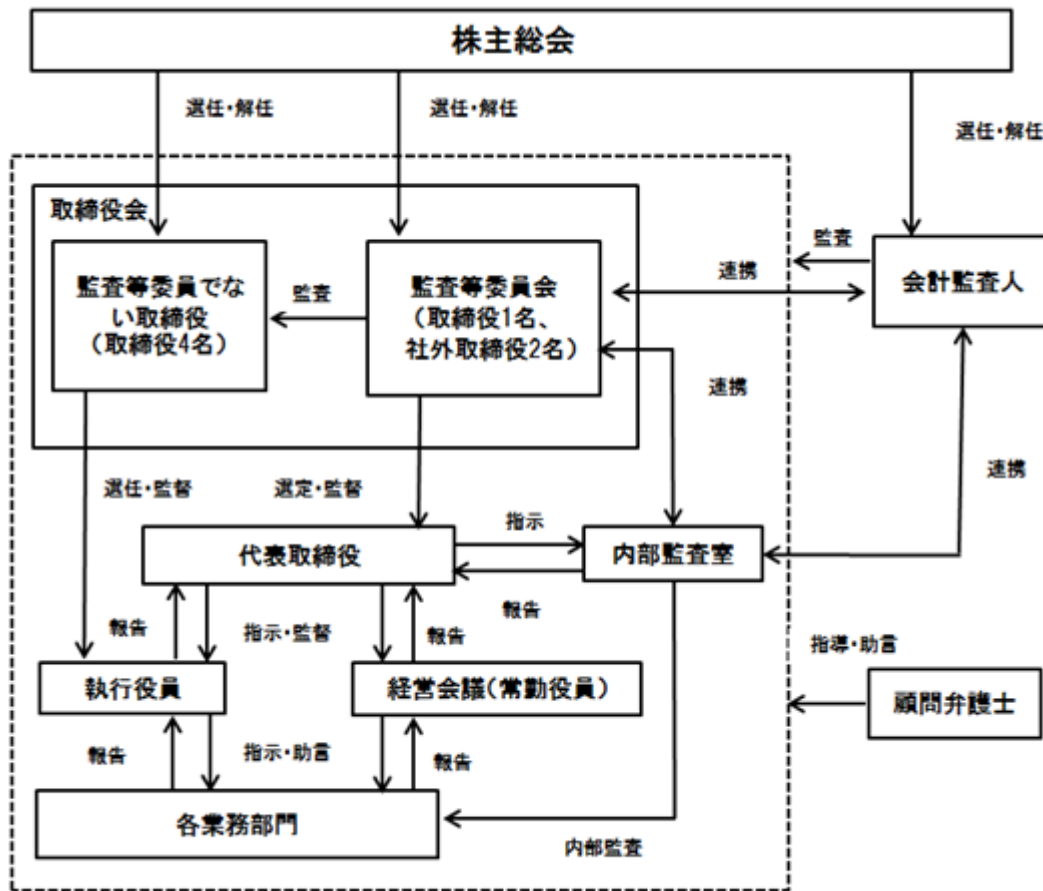 株主総会
選任・解任
選任・解任
選任・解任
取締役会
監査等委員でな
い取締役
（取締役4名）
監査
監査等委員会
（取締役1名、
社外取締役2名）
連携
監査
会計監査人
連携
連携
選任・監督
選定・監督
代表取締役
指示
内部監査室
報告
報告
指示・監督
報告
執行役員
経営会議（常勤役員）
指導・助言
顧問弁護士
報告
指示・助言
報告
各業務部門
内部監査